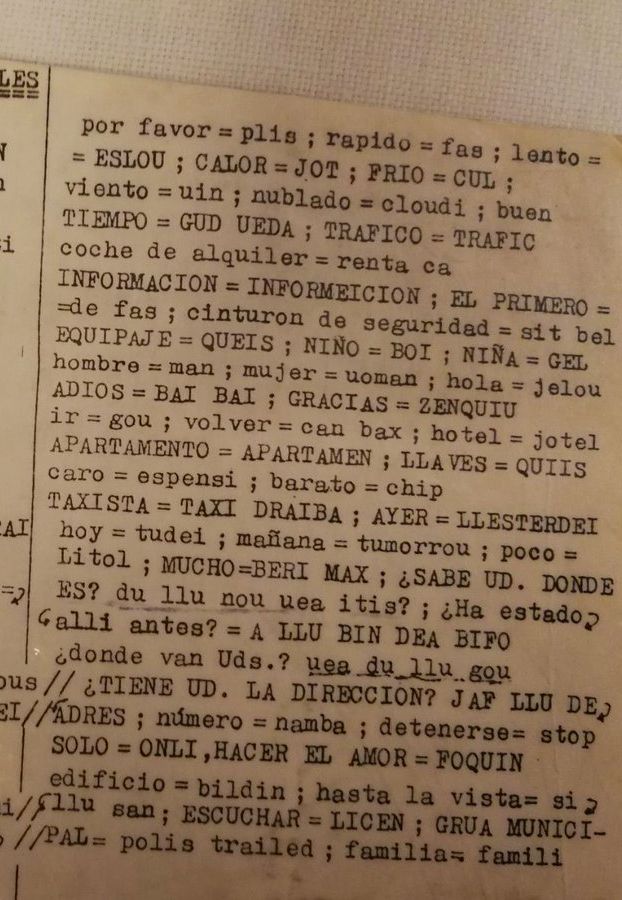 LES
por favor = plis ; rapido = fas ; lento =
= ESLOU ; CALOR = JOT ; FRIO = CUL ;
viento = uin ; nublado = cloudi ; buen
TIEMPO = GUD UEDA ; TRAFICO = TRAFIC
coche de alquiler = renta ca
INFORMACION = INFORMEICION ; EL PRIMERO =
=de fas ; cinturon de seguridad = sit bel
EQUIPAJE = QUEIS ; NIÑO = BOI ; NIÑA = GEL
hombre = man ; mujer = uoman ; hola = jelou
ADIOS = BAI BAI ; GRACIAS = ZENQUIU
ir = gou ; volver = can bax ; hotel = jotel
APARTAMENTO = APARTAMEN ; LLAVES = QUIIS
caro = espensi ; barato = chip
TAXISTA = TAXI DRAIBA ; AYER = LLESTERDEI
hoy = tudei ; mañana = tumorrou ; poco =
Litol ; MUCHO=BERI MAX ; ¿SABE UD. DONDE
ES? du llu nou uea itis? ; ¿Ha estado
alli antes? = A LLU BIN DEA BIFO
¿donde van Uds.? uea du llu gou
ous // ¿TIENE UD. LA DIRECCION? JAF LLU DE
EI// ADRES ; número = namba ; detenerse= stop
SOLO = ONLI, HACER EL AMOR = FOQUIN
edificio = bildin ; hasta la vista= si
i// llu san; ESCUCHAR = LICEN ; GRUA MUNICI-
//PAL= polis trailed ; familia= famili